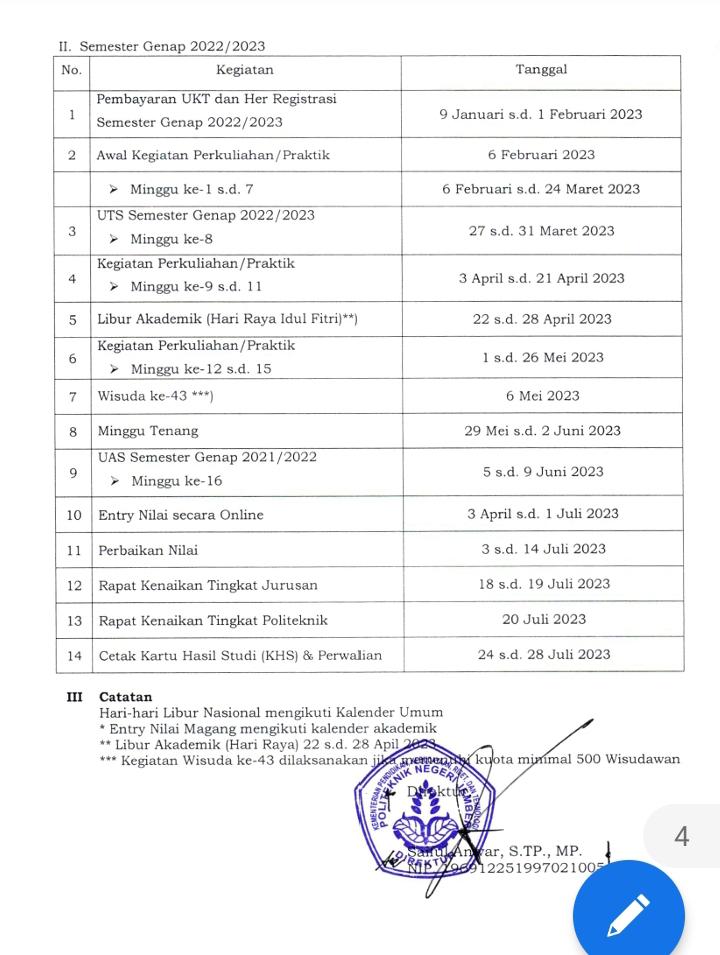 II. Semester Genap 2022/2023
No. Kegiatan Tanggal
1 Pembayaran UKT dan Her Registrasi
Semester Genap 2022/2023 9 Januari s.d. 1 Februari 2023
2 Awal Kegiatan Perkuliahan/Praktik 6 Februari 2023
➢ Minggu ke-1 s.d. 7 6 Februari s.d. 24 Maret 2023
3 UTS Semester Genap 2022/2023
➢ Minggu ke-8 27 s.d. 31 Maret 2023
4 Kegiatan Perkuliahan/Praktik
➢ Minggu ke-9 s.d. 11 3 April s.d. 21 April 2023
5 Libur Akademik (Hari Raya Idul Fitri)**) 22 s.d. 28 April 2023
6 Kegiatan Perkuliahan/Praktik
➢ Minggu ke-12 s.d. 15 1 s.d. 26 Mei 2023
7 Wisuda ke-43 ***) 6 Mei 2023
8 Minggu Tenang 29 Mei s.d. 2 Juni 2023
9 UAS Semester Genap 2021/2022
➢ Minggu ke-16 5 s.d. 9 Juni 2023
10 Entry Nilai secara Online 3 April s.d. 1 Juli 2023
11 Perbaikan Nilai 3 s.d. 14 Juli 2023
12 Rapat Kenaikan Tingkat Jurusan 18 s.d. 19 Juli 2023
13 Rapat Kenaikan Tingkat Politeknik 20 Juli 2023
14 Cetak Kartu Hasil Studi (KHS) & Perwalian 24 s.d. 28 Juli 2023
III Catatan
Hari-hari Libur Nasional mengikuti Kalender Umum
* Entry Nilai Magang mengikuti kalender akademik
** Libur Akademik (Hari Raya) 22 s.d. 28 Apil 2023
*** Kegiatan Wisuda ke-43 dilaksanakan jika memenuhi kuota minimal 500 Wisudawan
KEMENTERIAN PENDIDIKAN, KEBUDAYAAN, RISET, DAN TEKNOLOGI
POLITEKNIK NEGERI JEMBER
Direktur
Saiful Anwar, S.TP., MP.
DIREKTUR
NIP. 196912251997021005
4